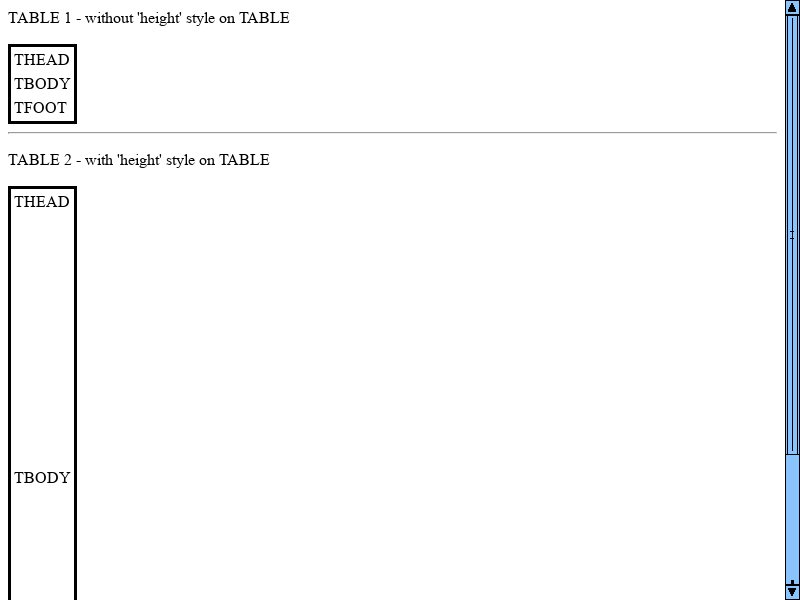 TABLE 1 - without 'height' style on TABLE
THEAD
TBODY
TFOOT
TABLE 2 - with 'height' style on TABLE
THEAD
TBODY